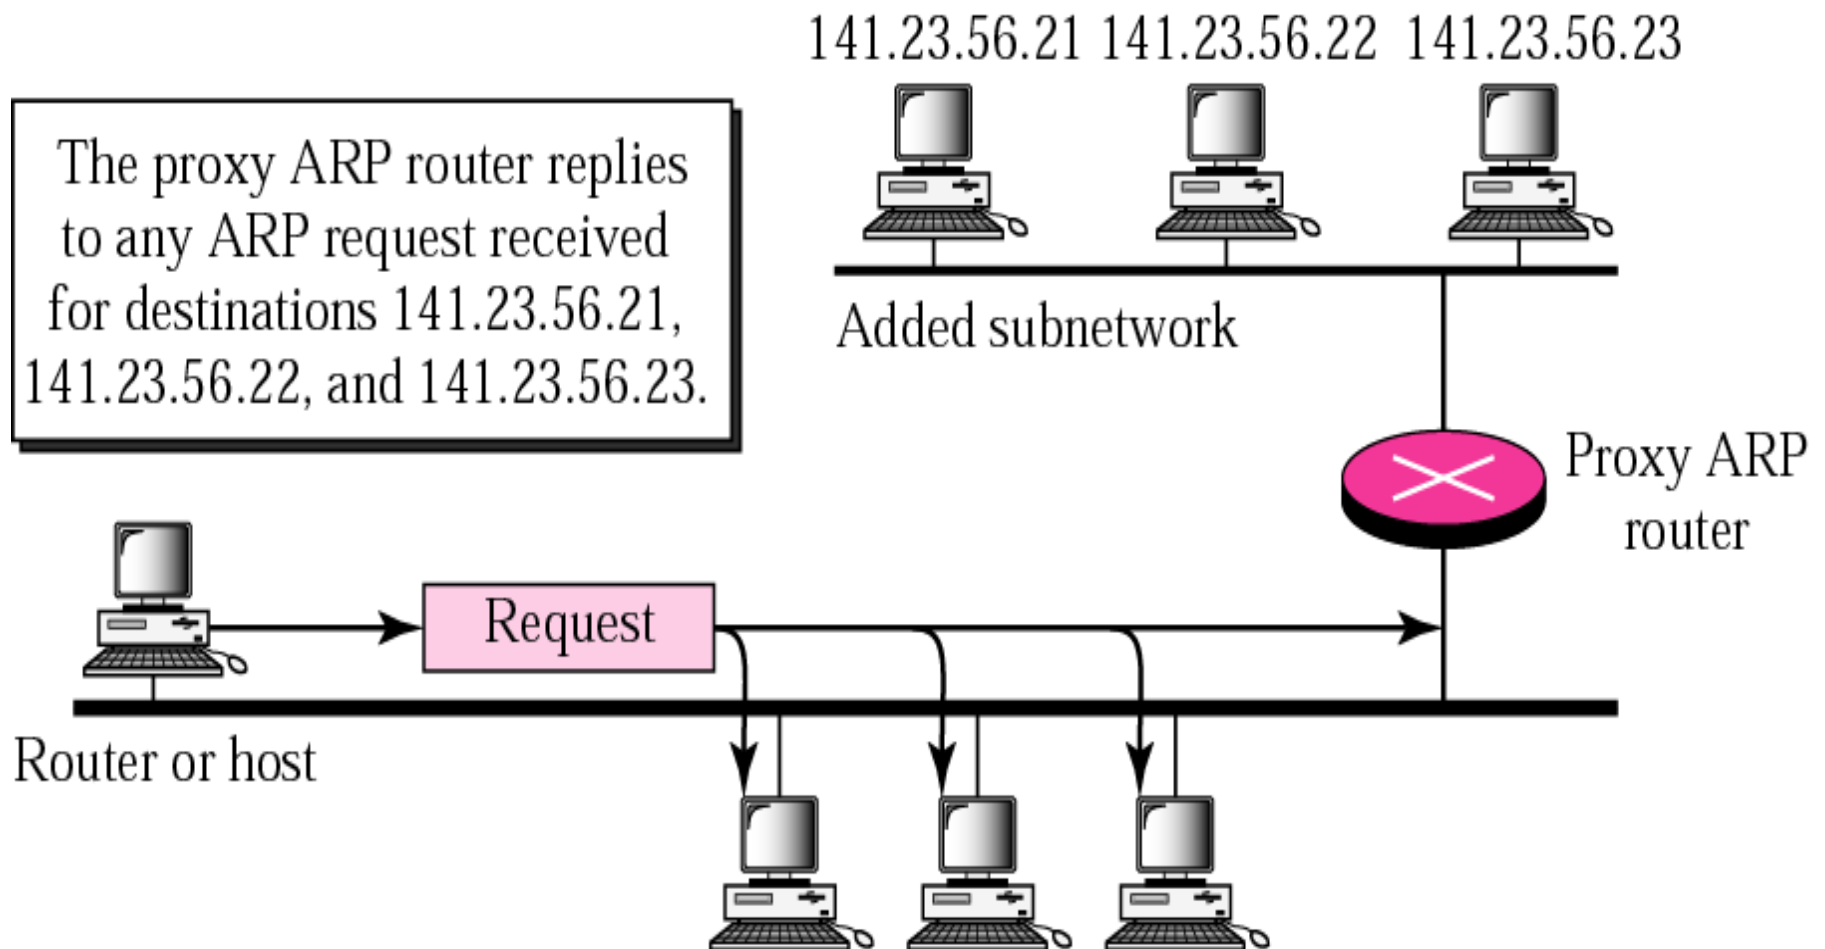 141.23.56.21 141.23.56.22 141.23.56.23
The proxy ARP router replies
to any ARP request received
for destinations 141.23.56.21,
141.23.56.22, and 141.23.56.23.
Added subnetwork
Proxy ARP
router
Request
Router or host